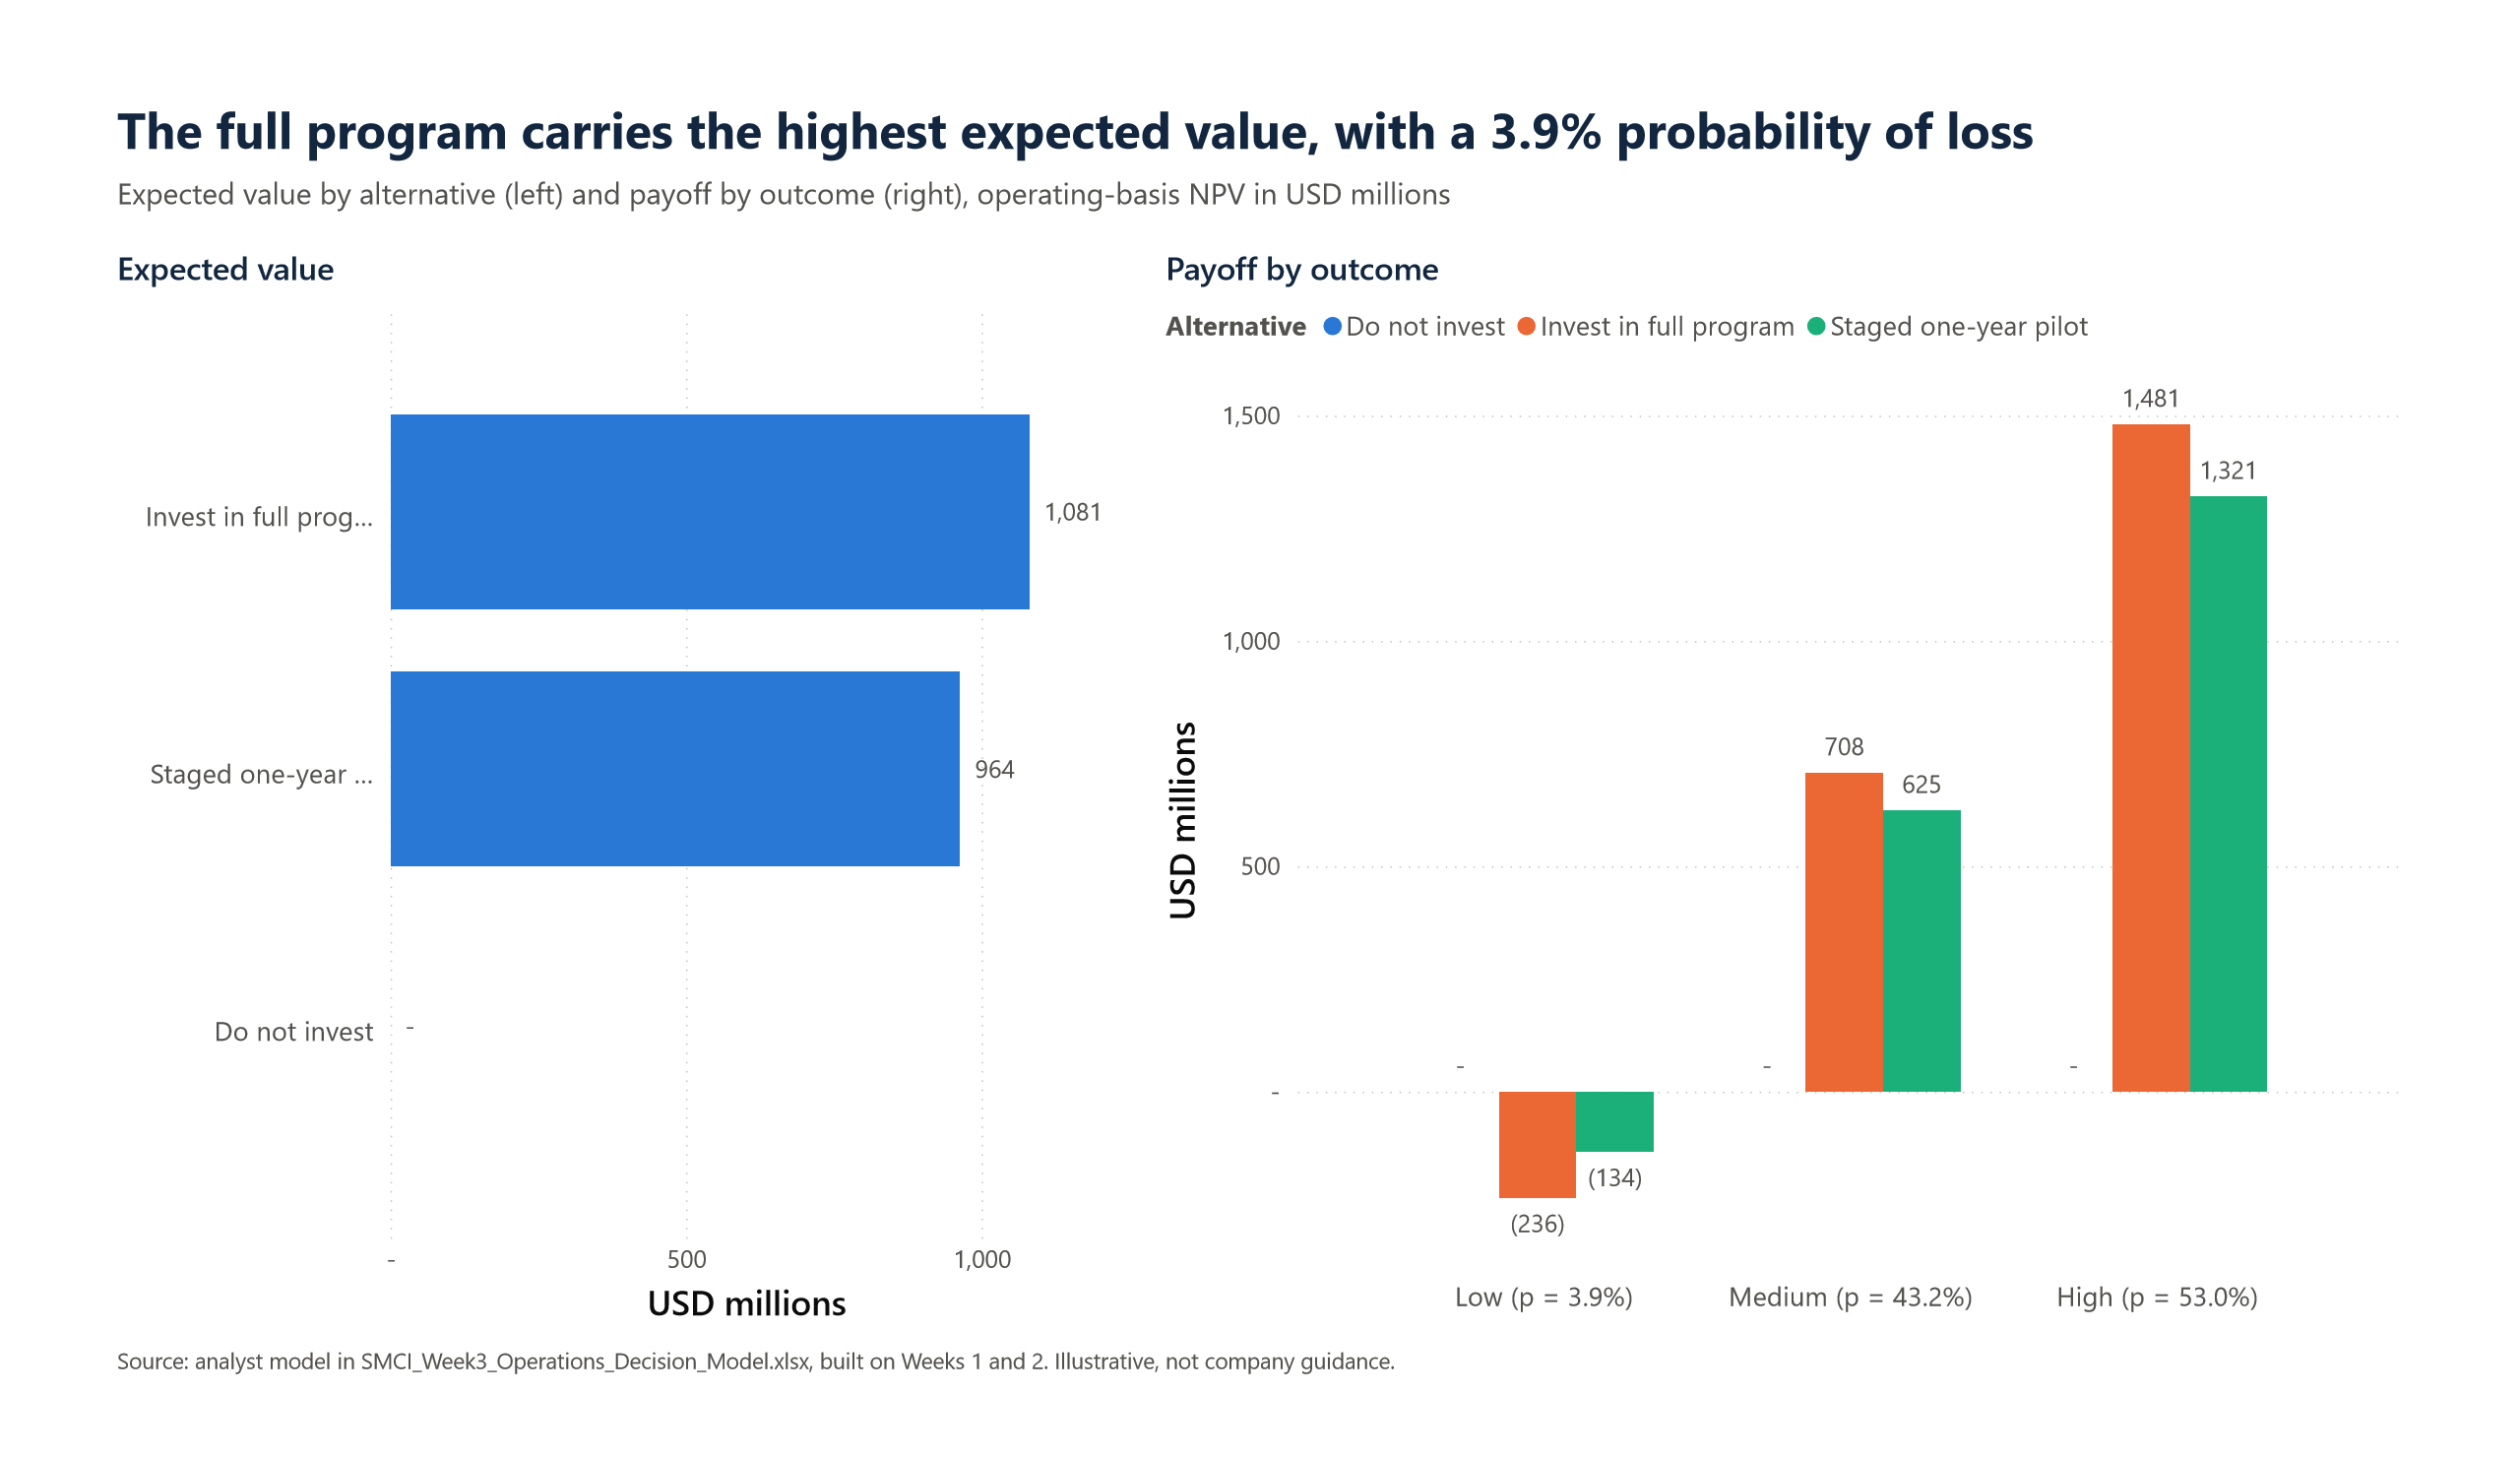 The full program carries the highest expected value, with a 3.9% probability of loss
Expected value by alternative (left) and payoff by outcome (right), operating-basis NPV in USD millions
Expected value
Invest in full prog...
1,081
Staged one-year ...
964
Do not invest
-
-
500
1,000
USD millions
Payoff by outcome
Alternative Do not invest Invest in full program Staged one-year pilot
1,500
1,000
500
-
USD millions
-
(236)
(134)
-
708
625
-
1,481
1,321
Low (p = 3.9%)
Medium (p = 43.2%)
High (p = 53.0%)
Source: analyst model in SMCI_Week3_Operations_Decision_Model.xlsx, built on Weeks 1 and 2. Illustrative, not company guidance.